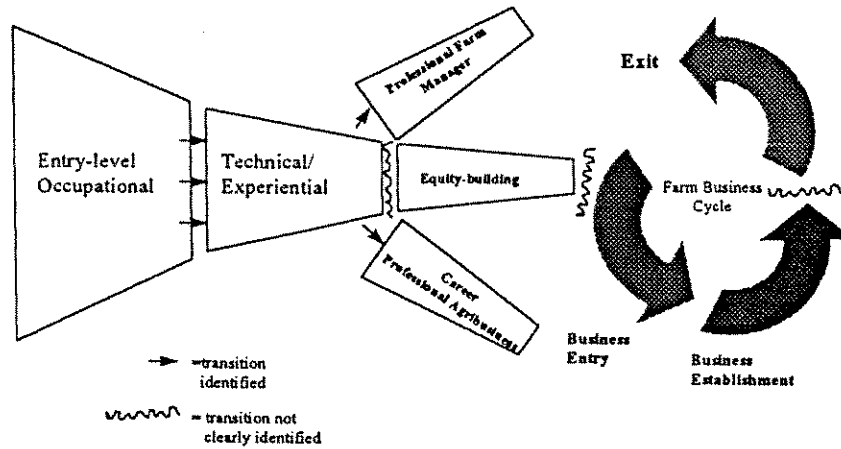 Entry-level
Occupational
Technical/
Experiential
Professional Farm
Manager
Equity-building
Career
Professional Agribusiness
Exit
Farm Business
Cycle
Business
Entry
Business
Establishment
=transition
identified
= transition not
clearly identified